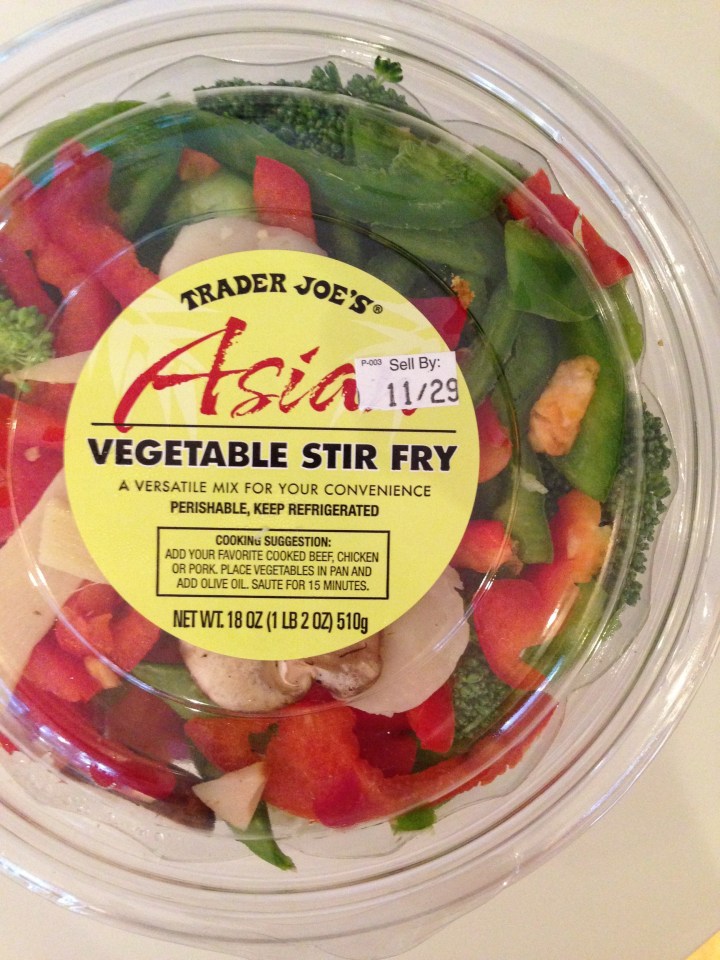 TRADER JOE'S®
Asian
P-003 Sell By:
11/29
VEGETABLE STIR FRY
A VERSATILE MIX FOR YOUR CONVENIENCE
PERISHABLE, KEEP REFRIGERATED
COOKING SUGGESTION:
ADD YOUR FAVORITE COOKED BEEF, CHICKEN
OR PORK. PLACE VEGETABLES IN PAN AND
ADD OLIVE OIL. SAUTE FOR 15 MINUTES.
NET WT. 18 OZ (1 LB 2 OZ) 510g